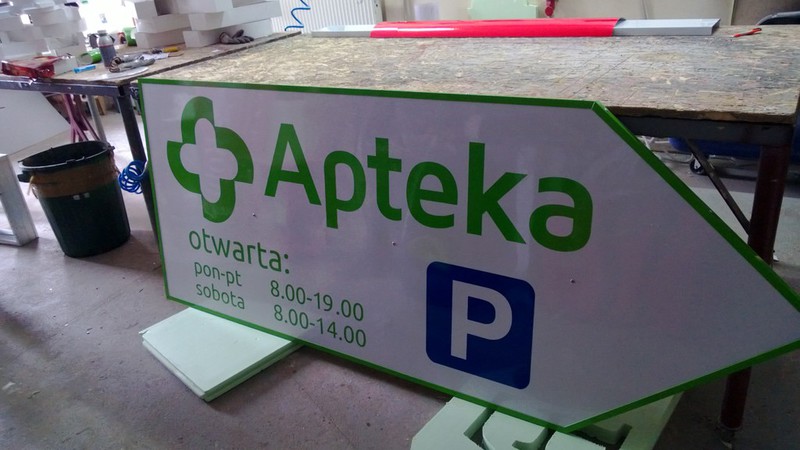 Apteka
otwarta:
pon-pt 8.00-19.00
sobota 8.00-14.00
P